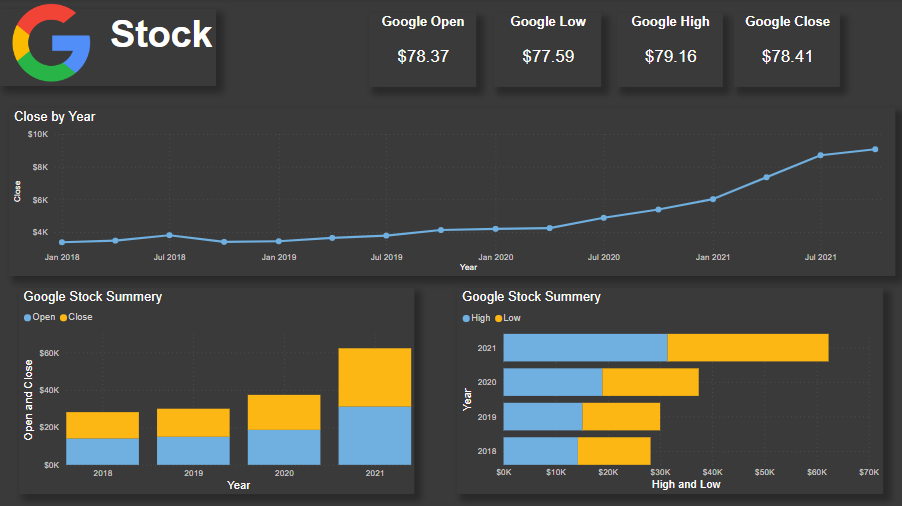 Stock
Google Open
$78.37
Google Low
$77.59
Google High
$79.16
Google Close
$78.41
Close by Year
$10K
$8K
$6K
$4K
Close
Jan 2018
Jul 2018
Jan 2019
Jul 2019
Jan 2020
Jul 2020
Jan 2021
Jul 2021
Year
Google Stock Summery
Open
Close
$60K
$40K
$20K
$0K
Open and Close
2018
2019
2020
2021
Year
Google Stock Summery
High
Low
2021
2020
2019
2018
Year
$0K
$10K
$20K
$30K
$40K
$50K
$60K
$70K
High and Low